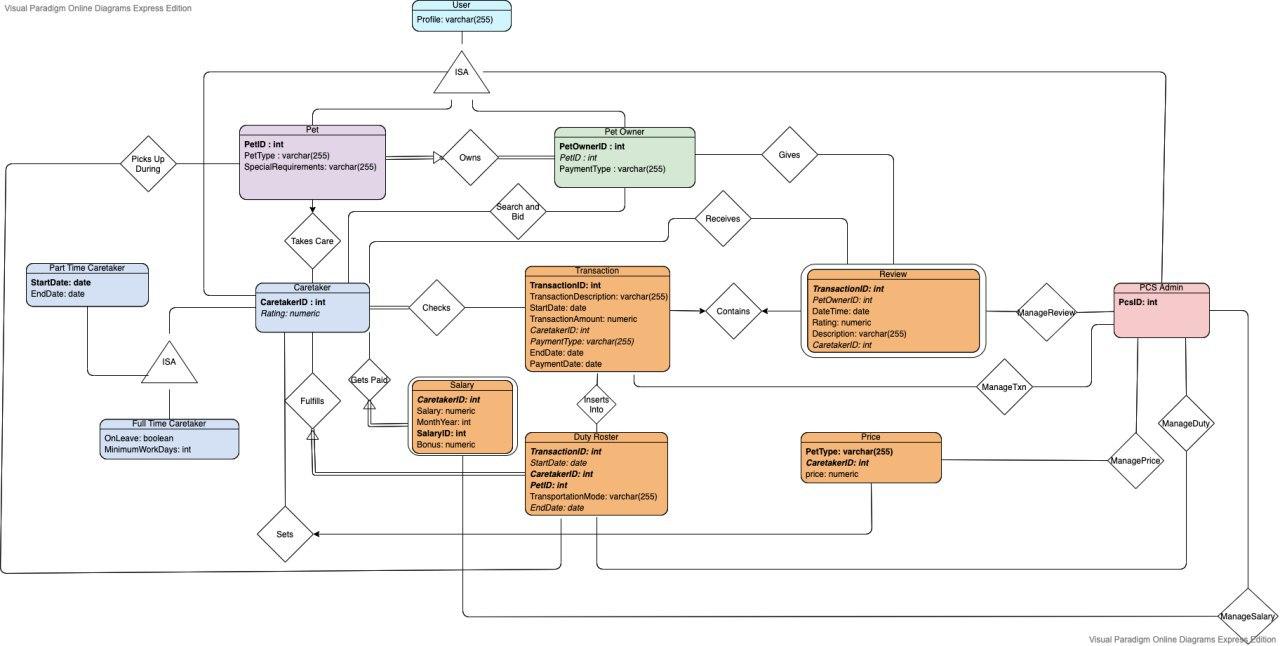 Visual Paradigm Online Diagrams Express Edition
User
Profile: varchar(255)
ISA
Pet
PetID : int
PetType : varchar(255)
SpecialRequirements: varchar(255)
Pet Owner
PetOwnerID : int
PetID : int
PaymentType : varchar(255)
Picks Up
During
Owns
Gives
Search and
Bid
Receives
Takes Care
Part Time Caretaker
StartDate: date
EndDate: date
Caretaker
CaretakerID : int
Rating: numeric
Checks
Transaction
TransactionID: int
TransactionDescription: varchar(255)
StartDate: date
TransactionAmount: numeric
CaretakerID: int
PaymentType: varchar(255)
EndDate: date
PaymentDate: date
Contains
Review
TransactionID: int
PetOwnerID: int
DateTime: date
Rating: numeric
Description: varchar(255)
CaretakerID: int
ManageReview
PCS Admin
PcsID: int
ISA
Gets Paid
Fulfills
Salary
CaretakerID: int
Salary: numeric
MonthYear: int
SalaryID: int
Bonus: numeric
Inserts
Into
ManageTxn
ManageDuty
Full Time Caretaker
OnLeave: boolean
MinimumWorkDays: int
Duty Roster
TransactionID: int
StartDate: date
CaretakerID: int
PetID: int
TransportationMode: varchar(255)
EndDate: date
Price
PetType: varchar(255)
CaretakerID: int
price: numeric
ManagePrice
Sets
ManageSalary
Visual Paradigm Online Diagrams Express Edition